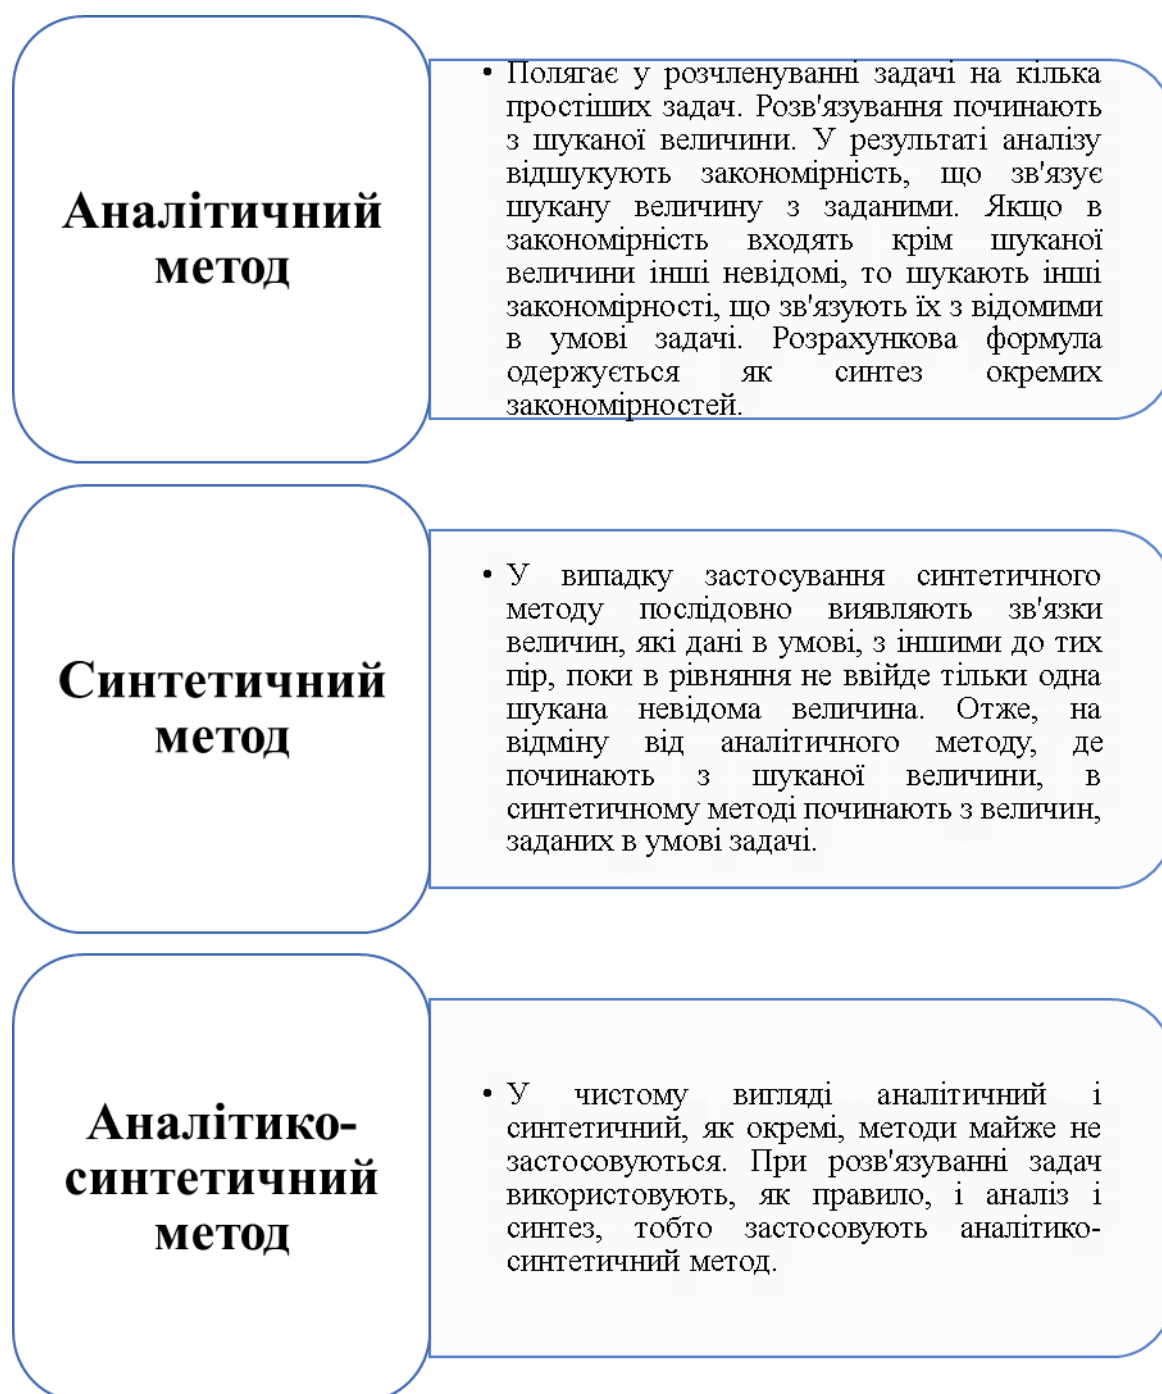 Аналітичний
метод
• Полягає у розчленуванні задачі на кілька
простіших задач. Розв'язування починають
з шуканої величини. У результаті аналізу
відшукують закономірність, що зв'язує
шукану величину з заданими. Якщо в
закономірність входять крім шуканої
величини інші невідомі, то шукають інші
закономірності, що зв'язують їх з відомими
в умові задачі. Розрахункова формула
одержується як синтез окремих
закономірностей.
Синтетичний
метод
• У випадку застосування синтетичного
методу послідовно виявляють зв'язки
величин, які дані в умові, з іншими до тих
пір, поки в рівняння не ввійде тільки одна
шукана невідома величина. Отже, на
відміну від аналітичного методу, де
починають з шуканої величини, в
синтетичному методі починають з величин,
заданих в умові задачі.
Аналітико-
синтетичний
метод
• У чистому вигляді аналітичний і
синтетичний, як окремі, методи майже не
застосовуються. При розв'язуванні задач
використовують, як правило, і аналіз і
синтез, тобто застосовують аналітико-
синтетичний метод.